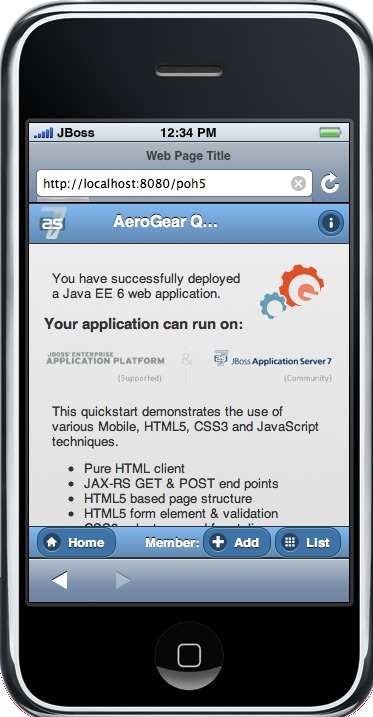 JBoss 12:34 PM
Web Page Title
http://localhost:8080/poh5
as 7 AeroGear Q... i
You have successfully deployed
a Java EE 6 web application.
Your application can run on:
JBOSS ENTERPRISE
APPLICATION PLATFORM & JBoss Application Server 7
(Supported) (Community)
This quickstart demonstrates the use of
various Mobile, HTML5, CSS3 and JavaScript
techniques.
• Pure HTML client
• JAX-RS GET & POST end points
• HTML5 based page structure
• HTML5 form element & validation
Home Member: Add List